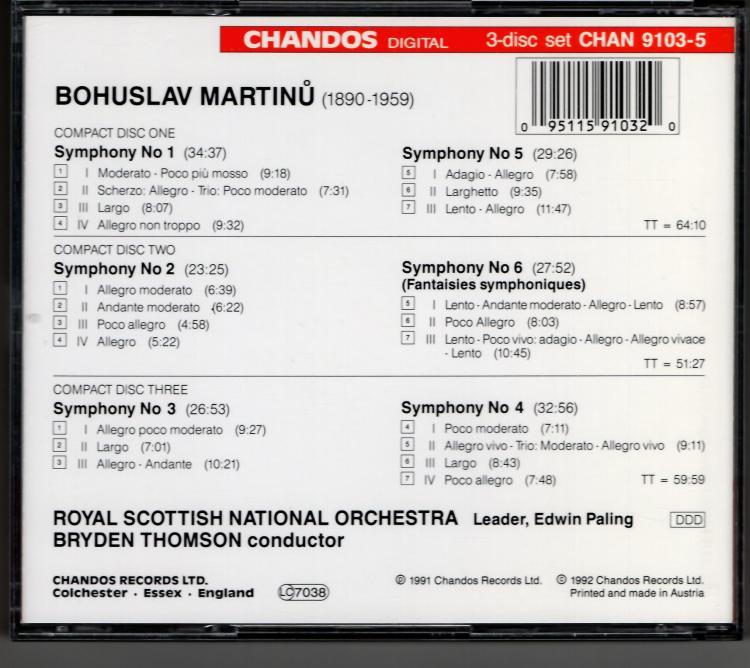 CHANDOS DIGITAL 3-disc set CHAN 9103-5
BOHUSLAV MARTINŮ (1890-1959)
0 95115 91032 0
COMPACT DISC ONE
Symphony No 1 (34:37)
1 I Moderato - Poco più mosso (9:18)
2 II Scherzo: Allegro - Trio: Poco moderato (7:31)
3 III Largo (8:07)
4 IV Allegro non troppo (9:32)
Symphony No 5 (29:26)
5 I Adagio - Allegro (7:58)
6 II Larghetto (9:35)
7 III Lento - Allegro (11:47)
TT = 64:10
COMPACT DISC TWO
Symphony No 2 (23:25)
1 I Allegro moderato (6:39)
2 II Andante moderato (6:22)
3 III Poco allegro (4:58)
4 IV Allegro (5:22)
Symphony No 6 (27:52)
(Fantaisies symphoniques)
5 I Lento - Andante moderato - Allegro - Lento (8:57)
6 II Poco Allegro (8:03)
7 III Lento - Poco vivo: adagio - Allegro - Allegro vivace
- Lento (10:45)
TT = 51:27
COMPACT DISC THREE
Symphony No 3 (26:53)
1 I Allegro poco moderato (9:27)
2 II Largo (7:01)
3 III Allegro - Andante (10:21)
Symphony No 4 (32:56)
4 I Poco moderato (7:11)
5 II Allegro vivo - Trio: Moderato - Allegro vivo (9:11)
6 III Largo (8:43)
7 IV Poco allegro (7:48)
TT = 59:59
ROYAL SCOTTISH NATIONAL ORCHESTRA Leader, Edwin Paling DDD
BRYDEN THOMSON conductor
CHANDOS RECORDS LTD.
Colchester · Essex · England LC7038
℗ 1991 Chandos Records Ltd. © 1992 Chandos Records Ltd.
Printed and made in Austria